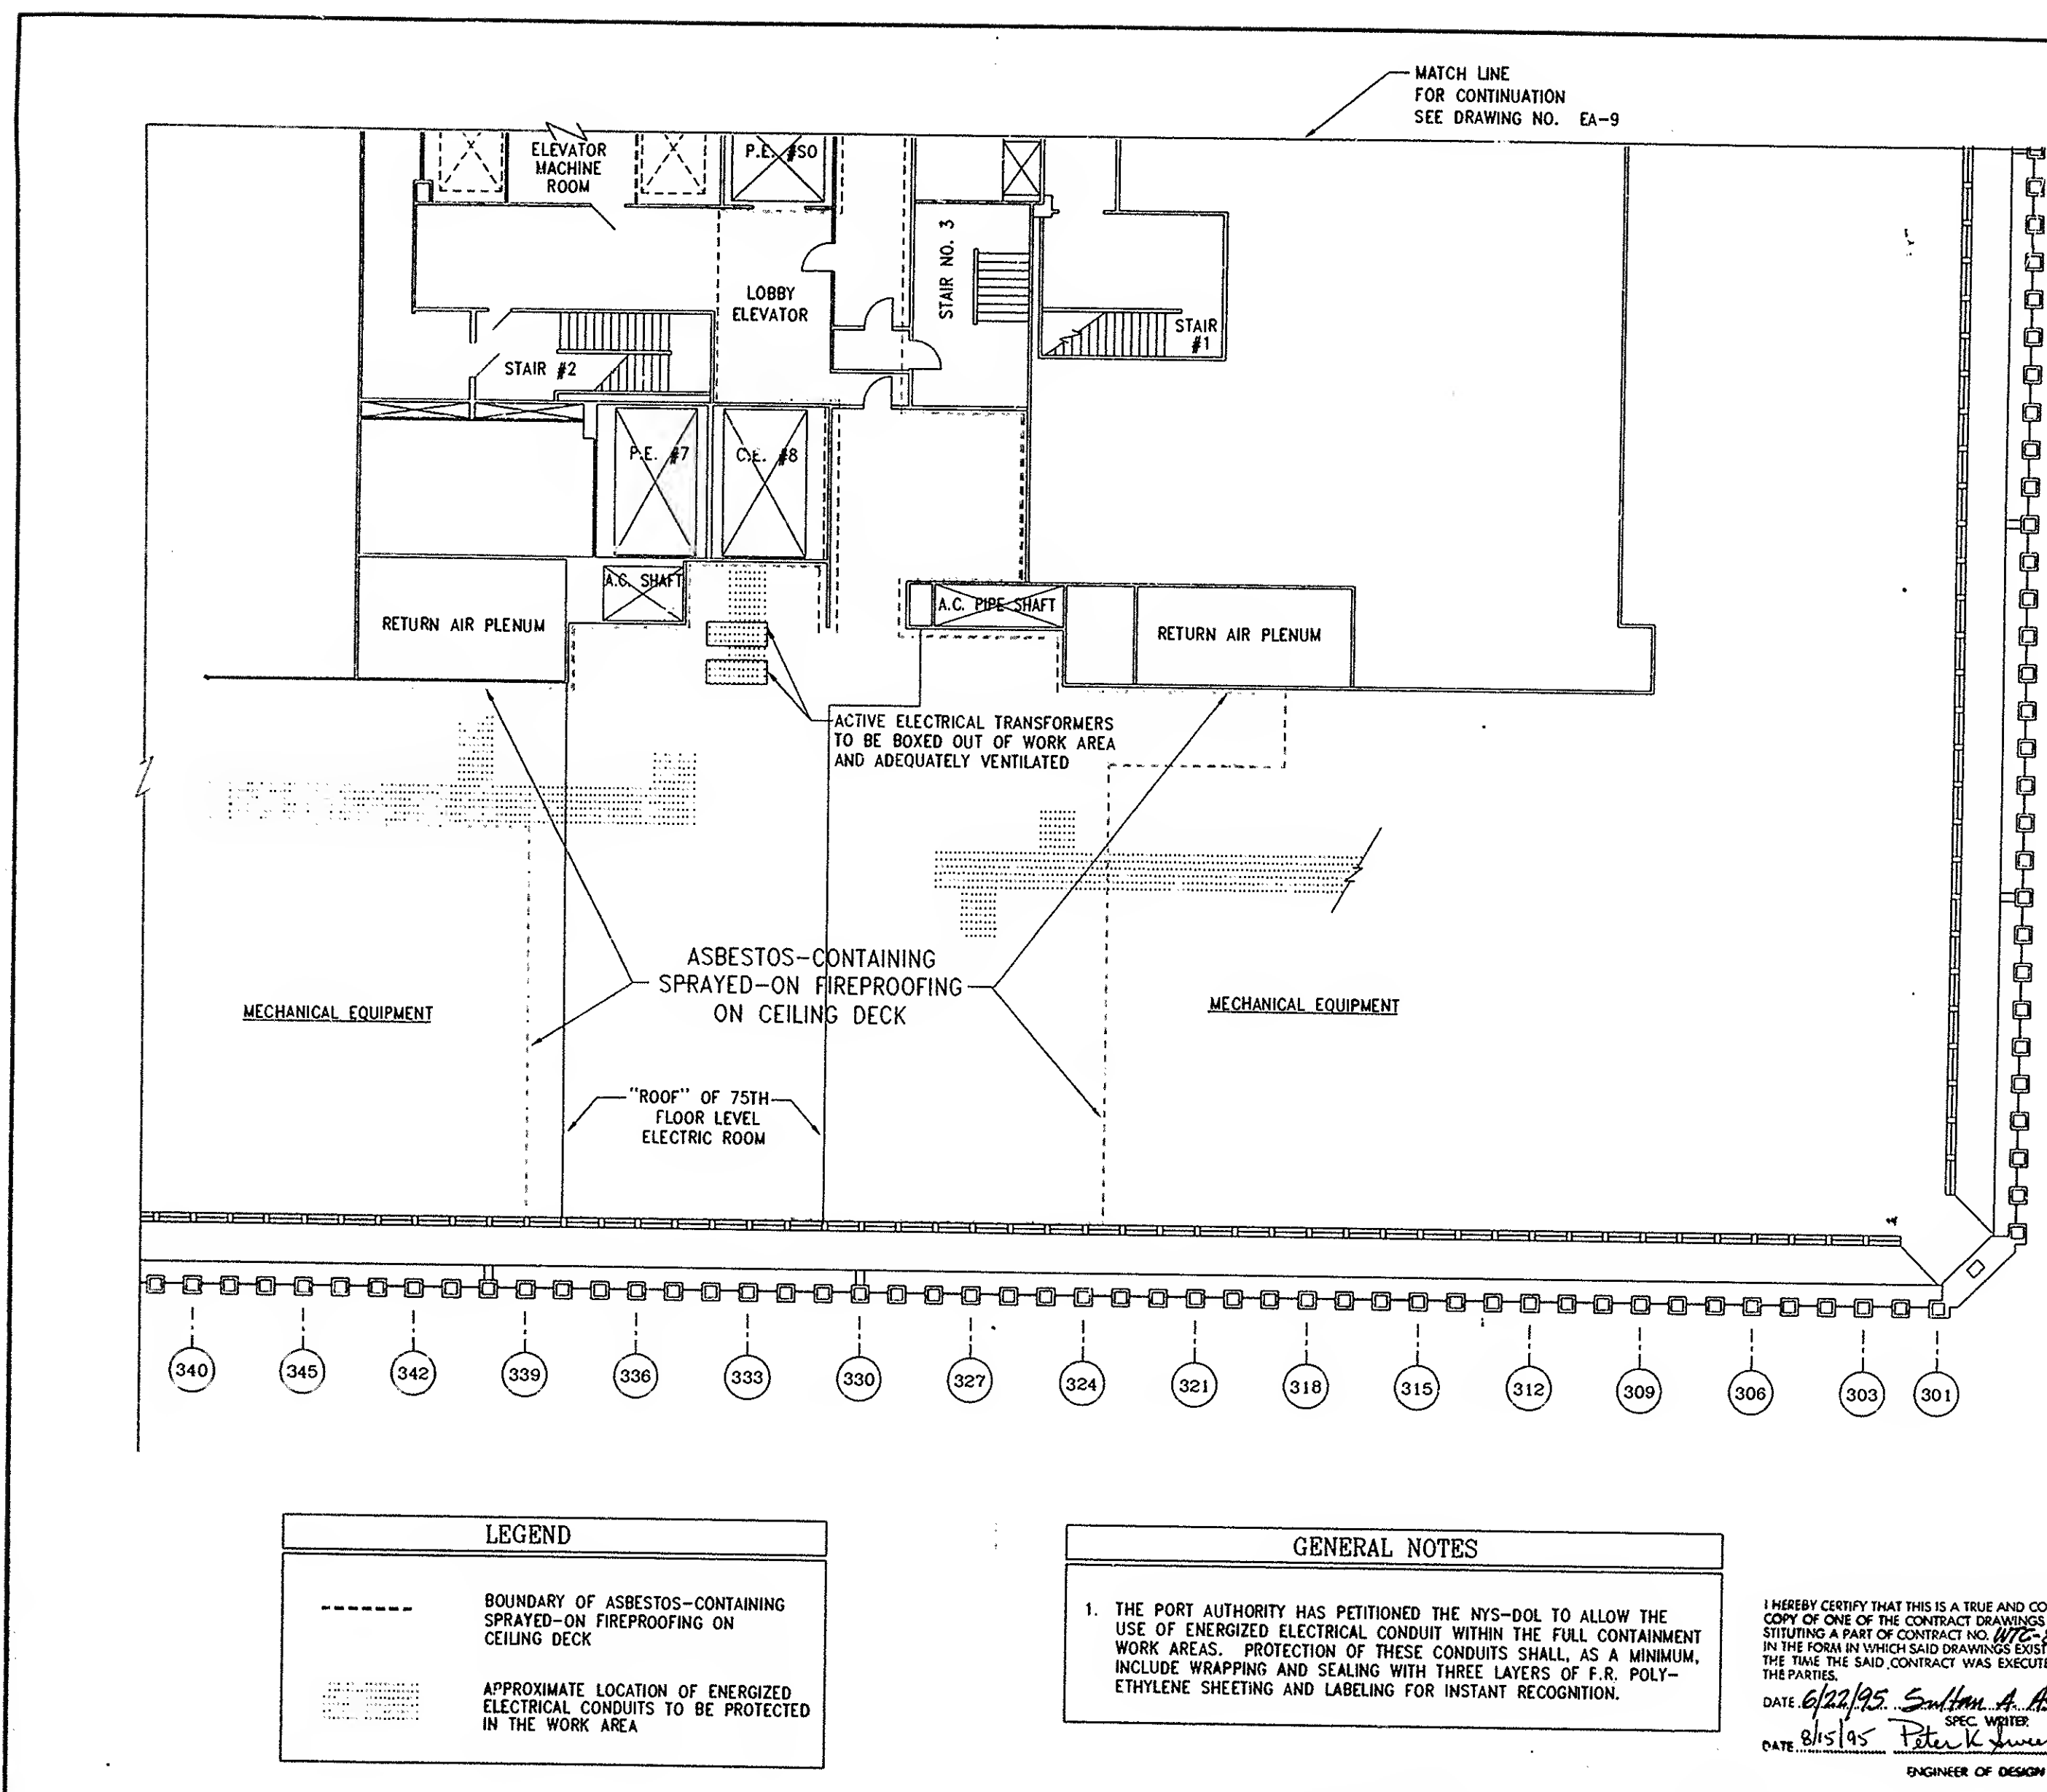 MATCH LINE
FOR CONTINUATION
SEE DRAWING NO. EA-9
ELEVATOR
MACHINE
ROOM
P.E. #SO
STAIR NO. 3
LOBBY
ELEVATOR
STAIR
#1
STAIR #2
P.E. #7
C.E. #8
A.C. SHAFT
A.C. PIPE SHAFT
RETURN AIR PLENUM
RETURN AIR PLENUM
ACTIVE ELECTRICAL TRANSFORMERS
TO BE BOXED OUT OF WORK AREA
AND ADEQUATELY VENTILATED
ASBESTOS-CONTAINING
SPRAYED-ON FIREPROOFING
ON CEILING DECK
MECHANICAL EQUIPMENT
MECHANICAL EQUIPMENT
"ROOF" OF 75TH
FLOOR LEVEL
ELECTRIC ROOM
340 345 342 339 336 333 330 327 324 321 318 315 312 309 306 303 301
LEGEND
BOUNDARY OF ASBESTOS-CONTAINING
SPRAYED-ON FIREPROOFING ON
CEILING DECK
APPROXIMATE LOCATION OF ENERGIZED
ELECTRICAL CONDUITS TO BE PROTECTED
IN THE WORK AREA
GENERAL NOTES
1. THE PORT AUTHORITY HAS PETITIONED THE NYS-DOL TO ALLOW THE
USE OF ENERGIZED ELECTRICAL CONDUIT WITHIN THE FULL CONTAINMENT
WORK AREAS. PROTECTION OF THESE CONDUITS SHALL, AS A MINIMUM,
INCLUDE WRAPPING AND SEALING WITH THREE LAYERS OF F.R. POLY-
ETHYLENE SHEETING AND LABELING FOR INSTANT RECOGNITION.
I HEREBY CERTIFY THAT THIS IS A TRUE AND CO
COPY OF ONE OF THE CONTRACT DRAWINGS
STITUTING A PART OF CONTRACT NO. WTC-
IN THE FORM IN WHICH SAID DRAWINGS EXIST
THE TIME THE SAID CONTRACT WAS EXECUTE
THE PARTIES.
DATE 6/22/95 Sultan A. A
SPEC. WRITER
DATE 8/15/95 Peter K
ENGINEER OF DESIGN